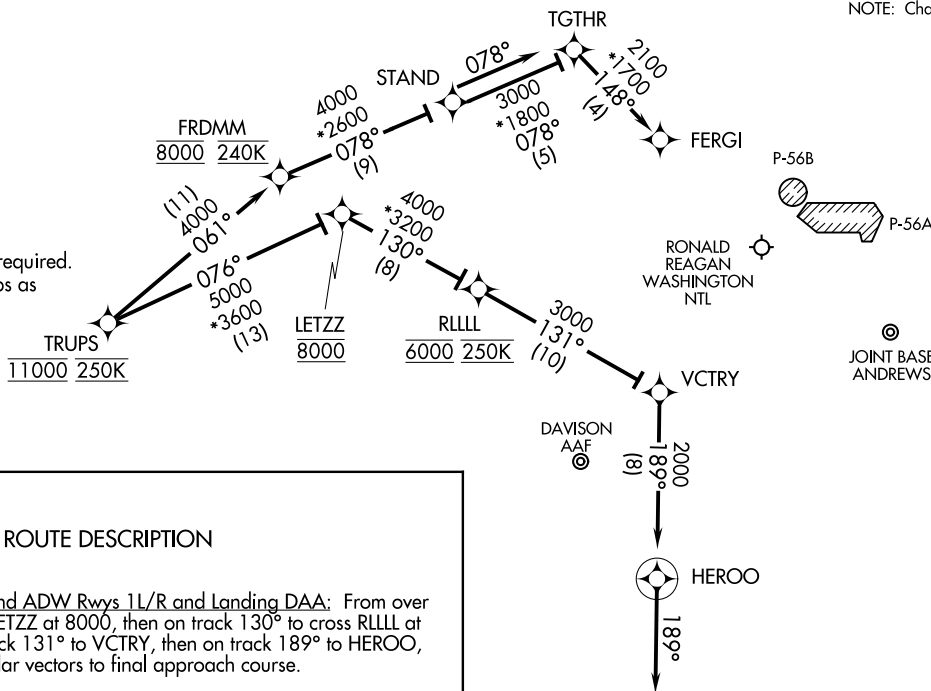 NOTE: Cha
TGTHR
078°
2100
*1700
148°
(4)
STAND
3000
*1800
078°
(5)
FERGI
4000
*2600
078°
(9)
FRDMM
8000 240K
P-56B
P-56A
(11)
4000
061°
4000
*3200
130°
(8)
RONALD
REAGAN
WASHINGTON
NTL
required.
os as
076°
5000
*3600
(13)
LETZZ
8000
RLLLL
6000 250K
3000
131°
(10)
TRUPS
11000 250K
JOINT BASE
ANDREWS
VCTRY
DAVISON
AAF
2000
189°
(8)
ROUTE DESCRIPTION
HEROO
nd ADW Rwys 1L/R and Landing DAA: From over
ETZZ at 8000, then on track 130° to cross RLLLL at
ck 131° to VCTRY, then on track 189° to HEROO,
dar vectors to final approach course.
189°